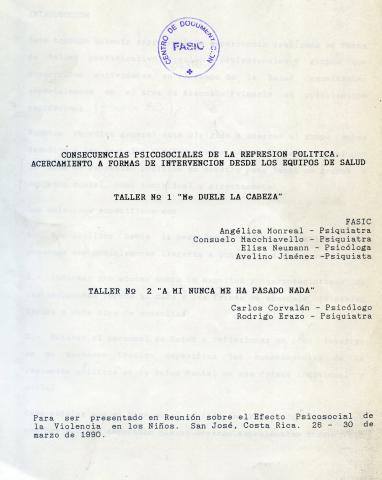 CENTRO DE DOCUMENTACION
FASIC
CONSECUENCIAS PSICOSOCIALES DE LA REPRESION POLITICA.
ACERCAMIENTO A FORMAS DE INTERVENCION DESDE LOS EQUIPOS DE SALUD
TALLER Nº 1 "Me DUELE LA CABEZA"
FASIC
Angélica Monreal - Psiquiatra
Consuelo Macchiavello - Psiquiatra
Elisa Neumann - Psicóloga
Avelino Jiménez -Psiquiata
TALLER Nº 2 "A MI NUNCA ME HA PASADO NADA"
Carlos Corvalán - Psicólogo
Rodrigo Erazo - Psiquiatra
Para ser presentado en Reunión sobre el Efecto Psicosocial de
la Violencia en los Niños. San José, Costa Rica. 26 - 30 de
marzo de 1990.